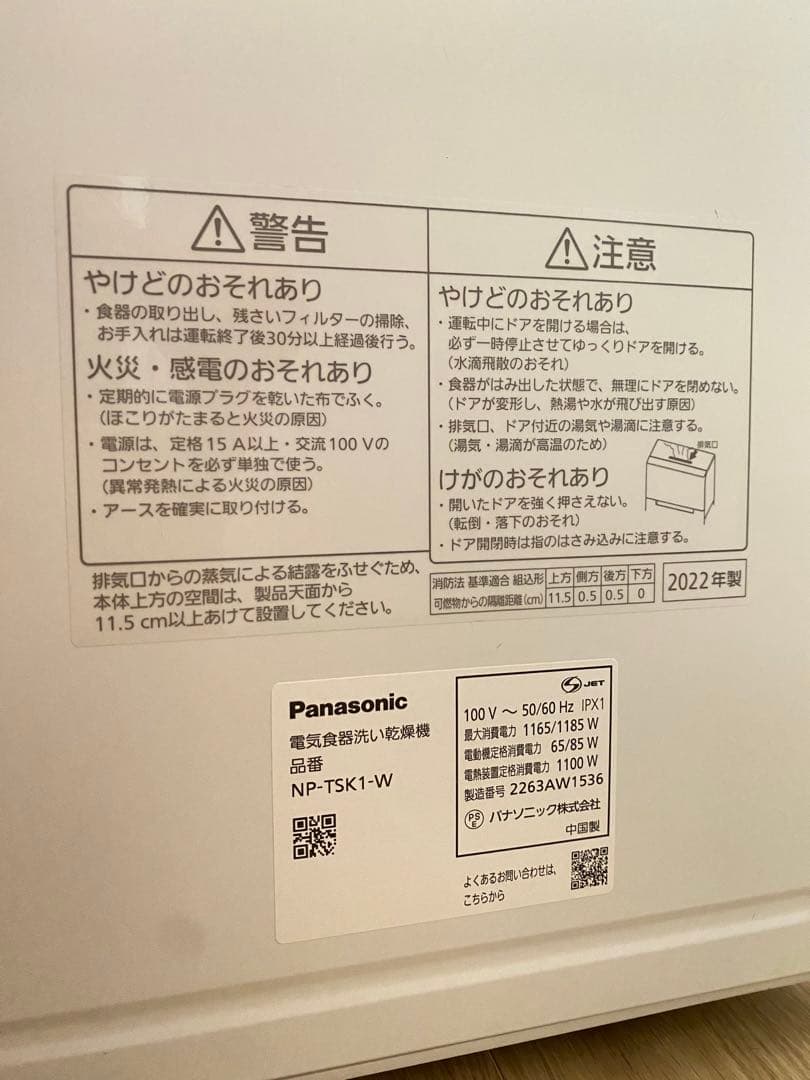 警告
やけどのおそれあり
・食器の取り出し、残さいフィルターの掃除、
お手入れは運転終了後30分以上経過後行う。
火災・感電のおそれあり
・定期的に電源プラグを乾いた布でふく。
(ほこりがたまると火災の原因)
・電源は、定格15 A以上・交流100 Vの
コンセントを必ず単独で使う。
(異常発熱による火災の原因)
・アースを確実に取り付ける。
注意
やけどのおそれあり
・運転中にドアを開ける場合は、
必ず一時停止させてゆっくりドアを開ける。
(水滴飛散のおそれ)
・食器がはみ出した状態で、無理にドアを閉めない。
(ドアが変形し、熱湯や水が飛び出す原因)
・排気口、ドア付近の湯気や湯滴に注意する。
(湯気・湯滴が高温のため)
排気口
けがのおそれあり
・開いたドアを強く押さえない。
(転倒・落下のおそれ)
・ドア開閉時は指のはさみ込みに注意する。
排気口からの蒸気による結露をふせぐため、
本体上方の空間は、製品天面から
11.5 cm以上あけて設置してください。
消防法 基準適合 組込形 上方 側方 後方 下方
可燃物からの隔離距離(cm) 11.5 0.5 0.5 0
2022年製
Panasonic
電気食器洗い乾燥機
品番
NP-TSK1-W
JET
100 V ～ 50/60 Hz IPX1
最大消費電力 1165/1185 W
電動機定格消費電力 65/85 W
電熱装置定格消費電力 1100 W
製造番号 2263AW1536
PSE パナソニック株式会社
中国製
よくあるお問い合わせは、
こちらから